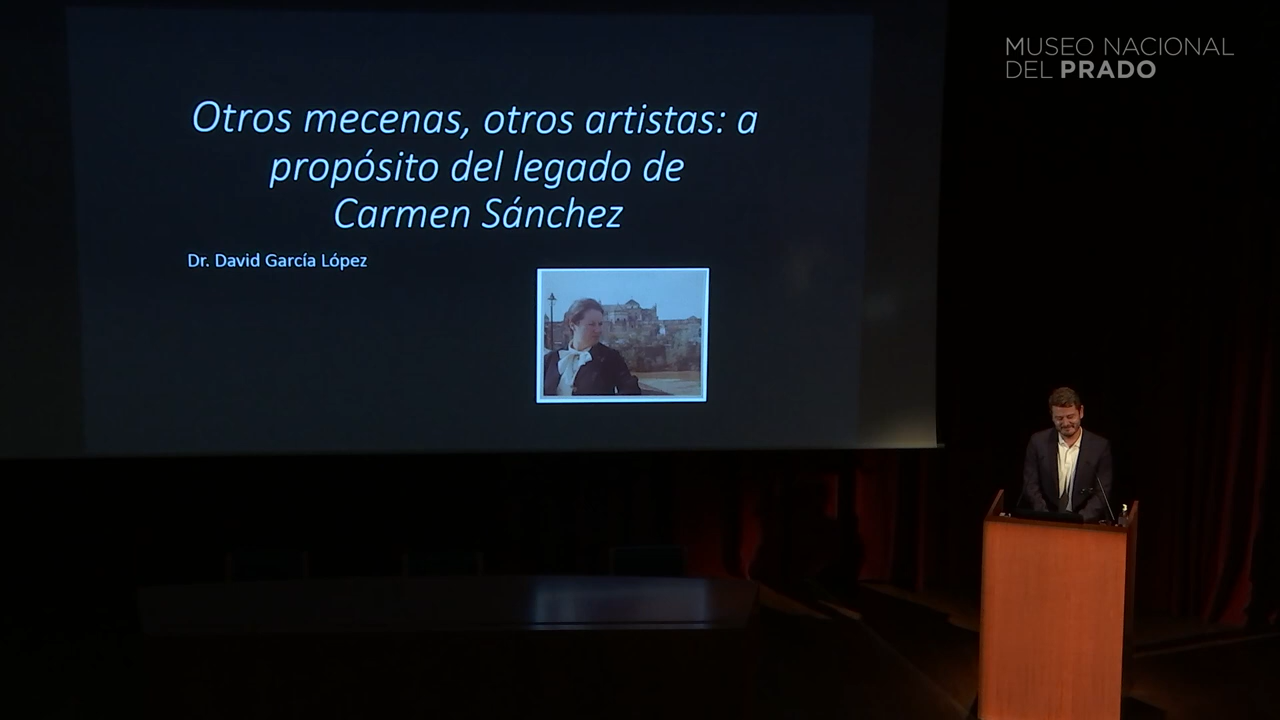 MUSEO NACIONAL
DEL PRADO
Otros mecenas, otros artistas: a
propósito del legado de
Carmen Sánchez
Dr. David García López